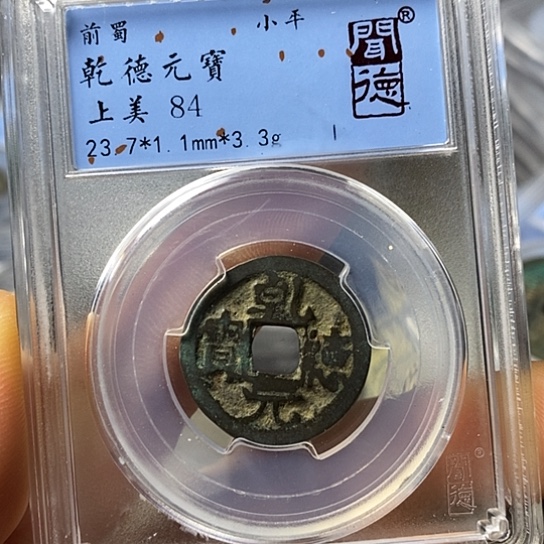 前蜀 小平
乾德元寶
上美 84
23.7*1.1mm*3.3g
聞德®
乾德元寶
聞德®